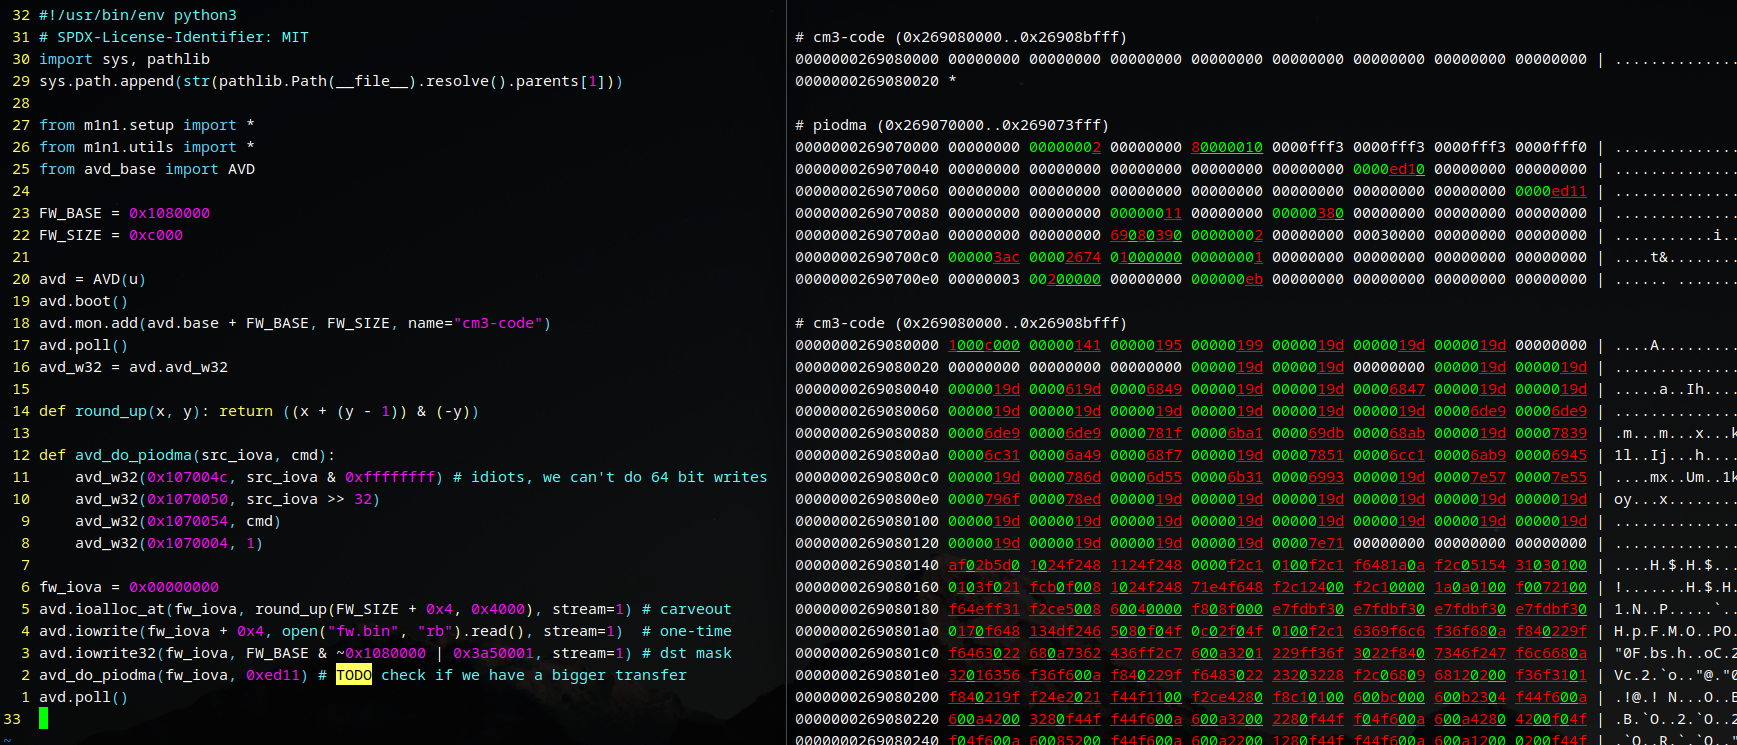 32 #!/usr/bin/env python3
31 # SPDX-License-Identifier: MIT
30 import sys, pathlib
29 sys.path.append(str(pathlib.Path(__file__).resolve().parents[1]))
28
27 from m1n1.setup import *
26 from m1n1.utils import *
25 from avd_base import AVD
24
23 FW_BASE = 0x1080000
22 FW_SIZE = 0xc000
21
20 avd = AVD(u)
19 avd.boot()
18 avd.mon.add(avd.base + FW_BASE, FW_SIZE, name="cm3-code")
17 avd.poll()
16 avd_w32 = avd.avd_w32
15
14 def round_up(x, y): return ((x + (y - 1)) & (-y))
13
12 def avd_do_piodma(src_iova, cmd):
11     avd_w32(0x107004c, src_iova & 0xffffffff) # idiots, we can't do 64 bit writes
10     avd_w32(0x1070050, src_iova >> 32)
9     avd_w32(0x1070054, cmd)
8     avd_w32(0x1070004, 1)
7
6 fw_iova = 0x00000000
5 avd.ioalloc_at(fw_iova, round_up(FW_SIZE + 0x4, 0x4000), stream=1) # carveout
4 avd.iowrite(fw_iova + 0x4, open("fw.bin", "rb").read(), stream=1)  # one-time
3 avd.iowrite32(fw_iova, FW_BASE & ~0x1080000 | 0x3a50001, stream=1) # dst mask
2 avd_do_piodma(fw_iova, 0xed11) # TODO check if we have a bigger transfer
1 avd.poll()
33
~
# cm3-code (0x269080000..0x26908bfff)
0000000269080000 00000000 00000000 00000000 00000000 00000000 00000000 00000000 00000000 | ..............
0000000269080020 *
# piodma (0x269070000..0x269073fff)
0000000269070000 00000000 00000002 00000000 80000010 0000fff3 0000fff3 0000fff3 0000fff0 | ..............
0000000269070040 00000000 00000000 00000000 00000000 00000000 0000ed10 00000000 00000000 | ..............
0000000269070060 00000000 00000000 00000000 00000000 00000000 00000000 00000000 0000ed11 | ..............
0000000269070080 00000000 00000000 00000011 00000000 00000380 00000000 00000000 00000000 | ..............
00000002690700a0 00000000 00000000 69080390 00000002 00000000 00030000 00000000 00000000 | ...........i..
00000002690700c0 000003ac 00002674 01000000 00000001 00000000 00000000 00000000 00000000 | ....t&........
00000002690700e0 00000003 00200000 00000000 000000eb 00000000 00000000 00000000 00000000 | ...... .......
# cm3-code (0x269080000..0x26908bfff)
0000000269080000 1000c000 00000141 00000195 00000199 0000019d 0000019d 0000019d 00000000 | ....A.........
0000000269080020 00000000 00000000 00000000 0000019d 0000019d 00000000 0000019d 0000019d | ..............
0000000269080040 0000019d 0000619d 00006849 0000019d 0000019d 00006847 0000019d 0000019d | .....a..Ih....
0000000269080060 0000019d 0000019d 0000019d 0000019d 0000019d 0000019d 00006de9 00006de9 | ..............
0000000269080080 00006de9 00006de9 0000781f 00006ba1 000069db 000068ab 0000019d 00007839 | .m...m...x...k
00000002690800a0 00006c31 00006a49 000068f7 0000019d 00007851 00006cc1 00006ab9 00006945 | 1l..Ij...h....
00000002690800c0 0000019d 0000786d 00006d55 00006b31 00006993 0000019d 00007e57 00007e55 | ....mx..Um..1k
00000002690800e0 0000796f 000078ed 0000019d 0000019d 0000019d 0000019d 0000019d 0000019d | oy...x........
0000000269080100 0000019d 0000019d 0000019d 0000019d 0000019d 0000019d 0000019d 0000019d | ..............
0000000269080120 0000019d 0000019d 0000019d 0000019d 00007e71 00000000 00000000 00000000 | ..............
0000000269080140 af02b5d0 1024f248 1124f248 0000f2c1 0100f2c1 f6481a0a f2c05154 31030100 | ....H.$.H.$...
0000000269080160 0103f021 fcb0f008 1024f248 71e4f648 f2c12400 f2c10000 1a0a0100 f0072100 | !.......H.$.H.
0000000269080180 f64eff31 f2ce5008 60040000 f808f000 e7fdbf30 e7fdbf30 e7fdbf30 e7fdbf30 | 1.N..P.....`..
00000002690801a0 0170f648 134df246 5080f04f 0c02f04f 0100f2c1 6369f6c6 f36f680a f840229f | H.p.F.M.O..PO.
00000002690801c0 f6463022 680a7362 436ff2c7 600a3201 229ff36f 3022f840 7346f247 f6c6680a | "0F.bs.h..oC.2
00000002690801e0 32016356 f36f600a f840229f f6483022 23203228 f2c06809 68120200 f36f3101 | Vc.2.`o.."@."0
0000000269080200 f840219f f24e2021 f44f1100 f2ce4280 f8c10100 600bc000 600b2304 f44f600a | .!@.! N...O..B
0000000269080220 600a4200 3280f44f f44f600a 600a3200 2280f44f f04f600a 600a4280 4200f04f | .B.`O..2.`O..2